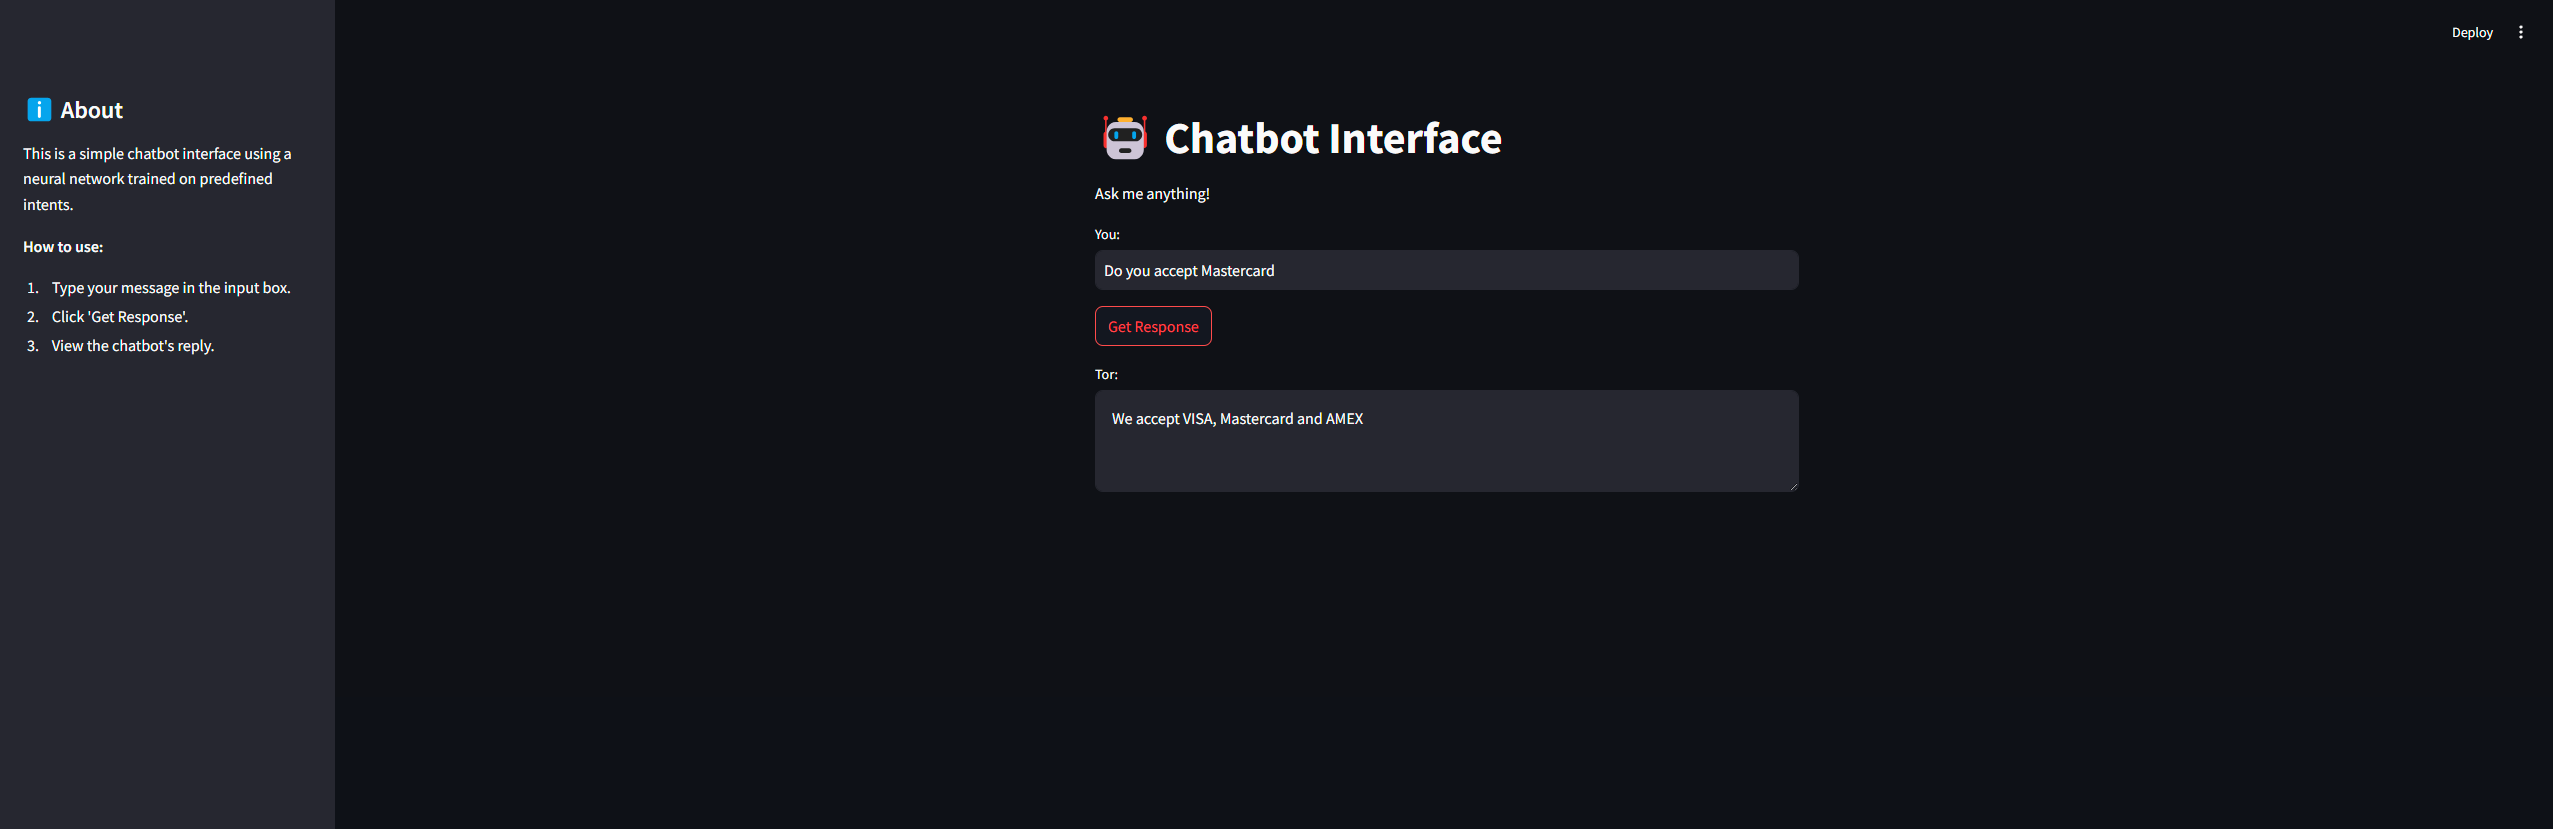 Deploy
About
This is a simple chatbot interface using a
neural network trained on predefined
intents.
How to use:
1. Type your message in the input box.
2. Click 'Get Response'.
3. View the chatbot's reply.
Chatbot Interface
Ask me anything!
You:
Do you accept Mastercard
Get Response
Tor:
We accept VISA, Mastercard and AMEX